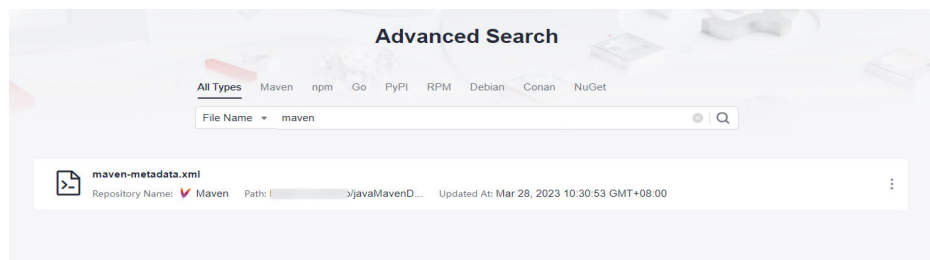 Advanced Search
All Types Maven npm Go PyPI RPM Debian Conan NuGet
File Name maven
maven-metadata.xml
Repository Name: Maven Path: /javaMavenD... Updated At: Mar 28, 2023 10:30:53 GMT+08:00